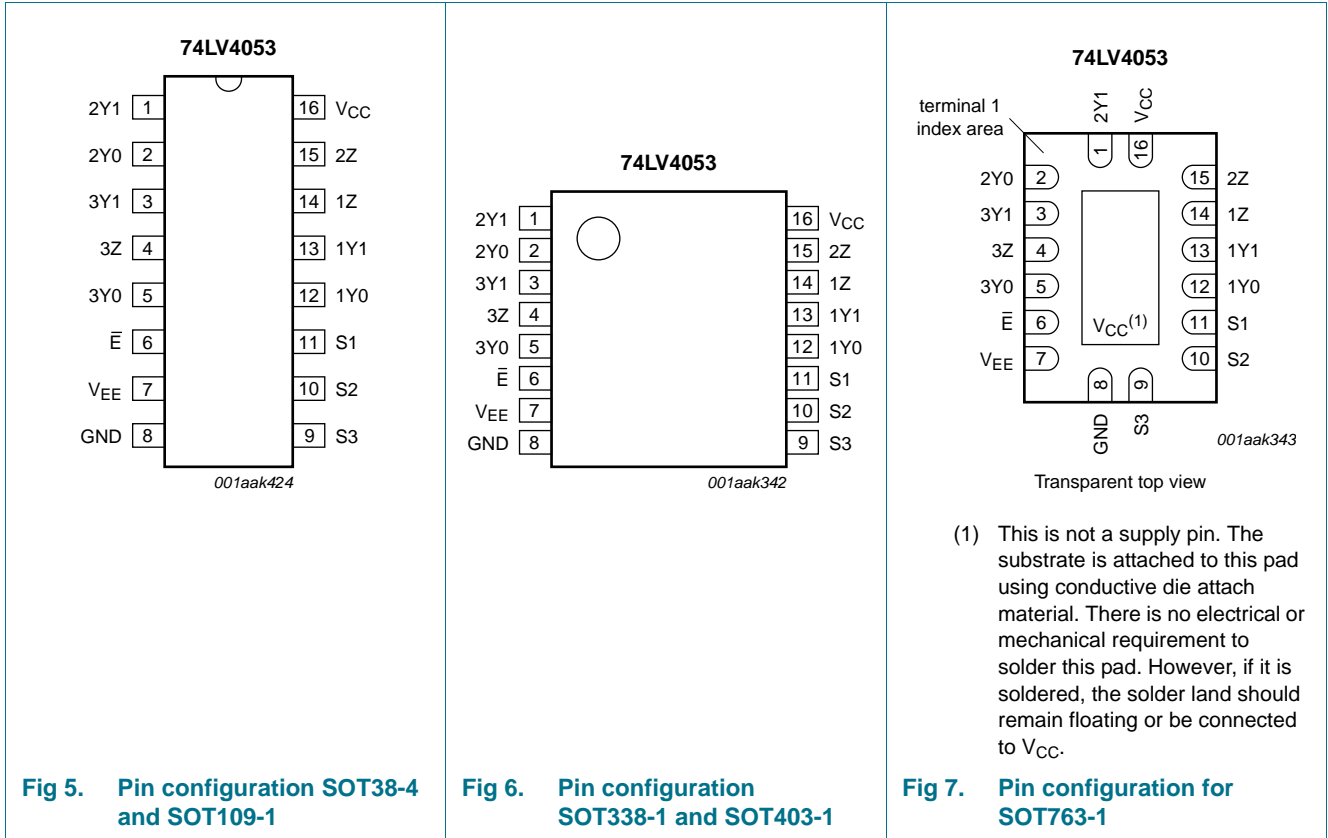 74LV4053
2Y1 1 16 VCC
2Y0 2 15 2Z
3Y1 3 14 1Z
3Z 4 13 1Y1
3Y0 5 12 1Y0
E̅ 6 11 S1
VEE 7 10 S2
GND 8 9 S3
001aak424
Fig 5. Pin configuration SOT38-4
and SOT109-1
74LV4053
2Y1 1 16 VCC
2Y0 2 15 2Z
3Y1 3 14 1Z
3Z 4 13 1Y1
3Y0 5 12 1Y0
E̅ 6 11 S1
VEE 7 10 S2
GND 8 9 S3
001aak342
Fig 6. Pin configuration
SOT338-1 and SOT403-1
74LV4053
terminal 1
index area
2Y1 VCC
1 16
2Y0 2 15 2Z
3Y1 3 14 1Z
3Z 4 13 1Y1
3Y0 5 12 1Y0
E̅ 6 VCC(1) 11 S1
VEE 7 10 S2
8 9
GND S3
001aak343
Transparent top view
(1) This is not a supply pin. The
substrate is attached to this pad
using conductive die attach
material. There is no electrical or
mechanical requirement to
solder this pad. However, if it is
soldered, the solder land should
remain floating or be connected
to VCC.
Fig 7. Pin configuration for
SOT763-1